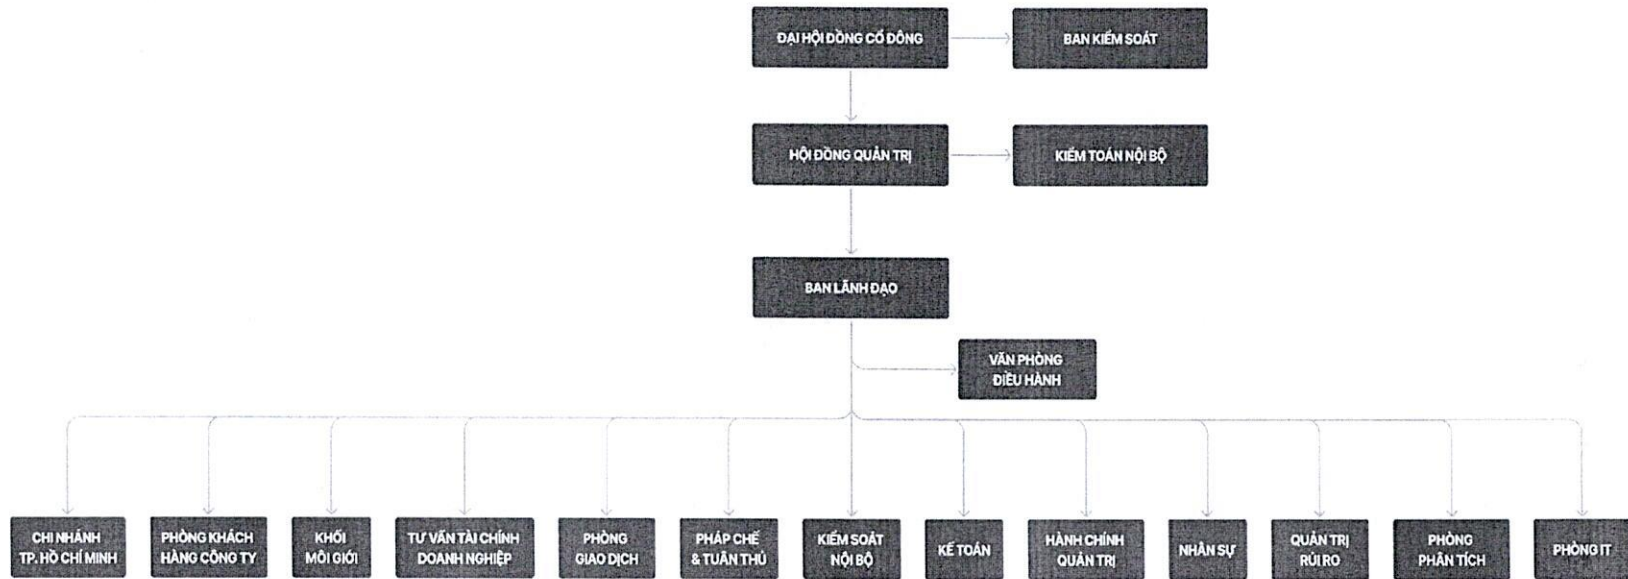 ĐẠI HỘI ĐỒNG CỔ ĐÔNG
BAN KIỂM SOÁT
HỘI ĐỒNG QUẢN TRỊ
KIỂM TOÁN NỘI BỘ
BAN LÃNH ĐẠO
VĂN PHÒNG
ĐIỀU HÀNH
CHI NHÁNH
TP. HỒ CHÍ MINH
PHÒNG KHÁCH
HÀNG CÔNG TY
KHỐI
MÔI GIỚI
TƯ VẤN TÀI CHÍNH
DOANH NGHIỆP
PHÒNG
GIAO DỊCH
PHÁP CHẾ
& TUÂN THỦ
KIỂM SOÁT
NỘI BỘ
KẾ TOÁN
HÀNH CHÍNH
QUẢN TRỊ
NHÂN SỰ
QUẢN TRỊ
RỦI RO
PHÒNG
PHÂN TÍCH
PHÒNG IT